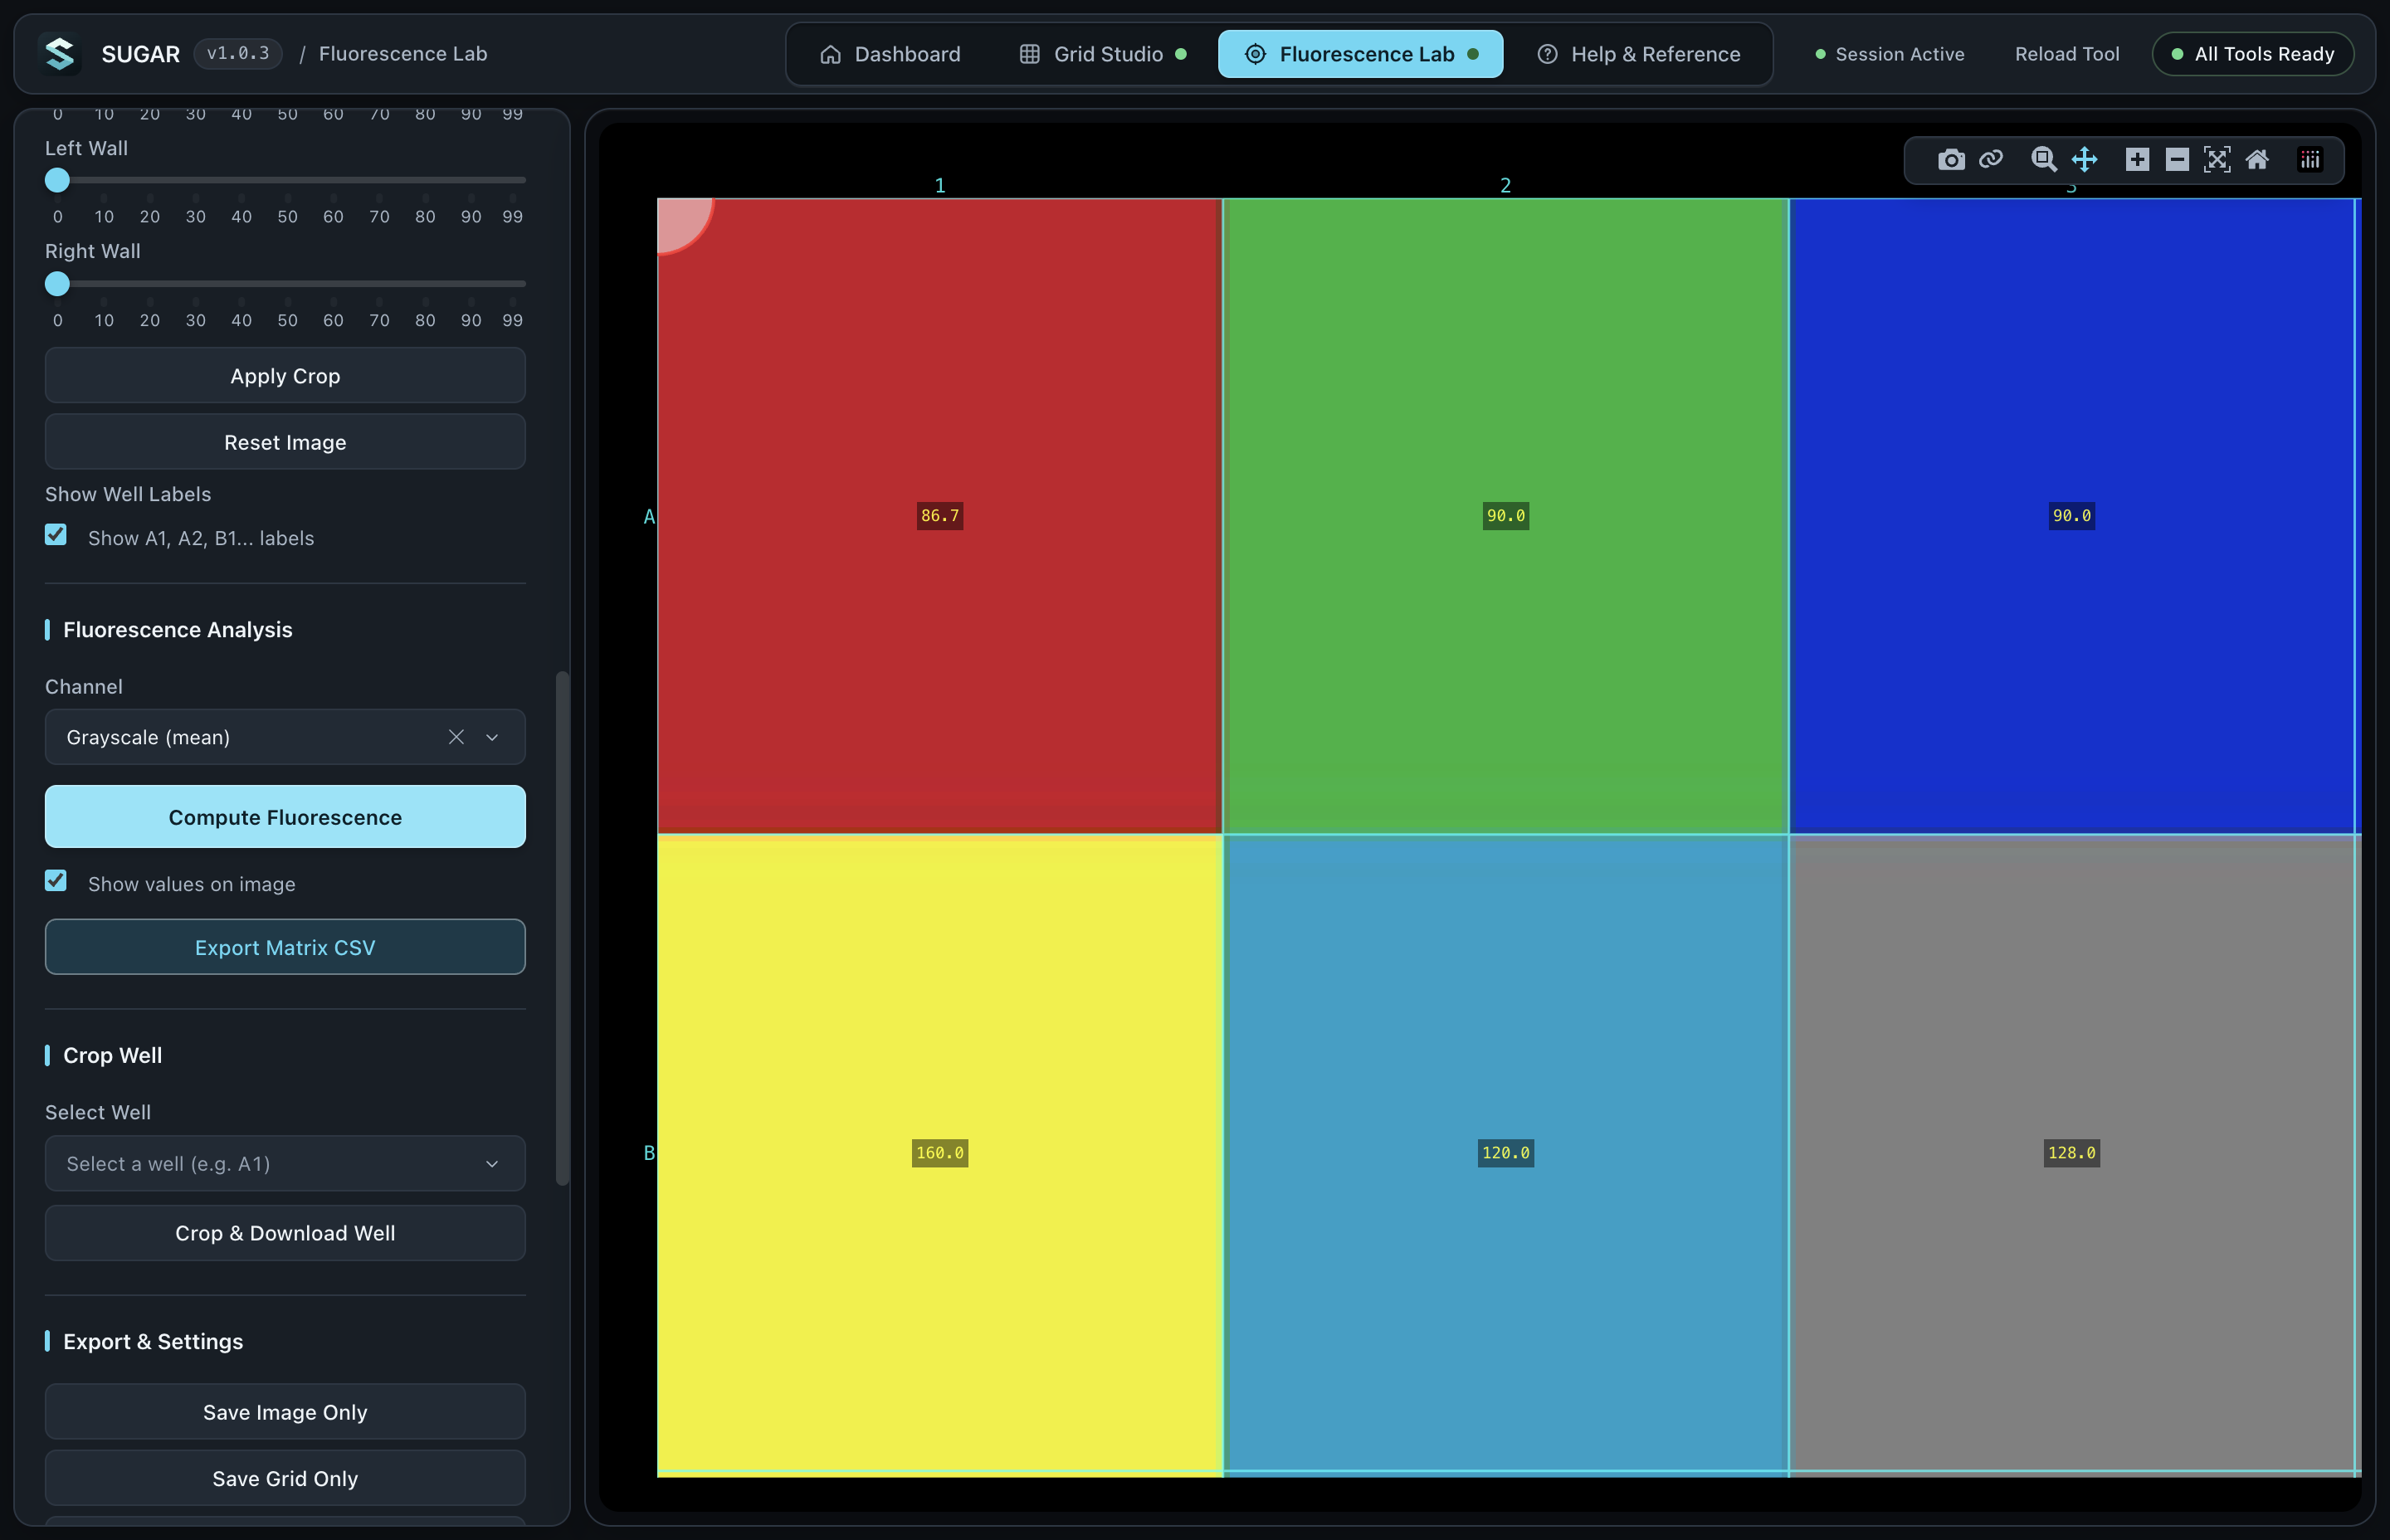 SUGAR v1.0.3 / Fluorescence Lab
Dashboard
Grid Studio
Fluorescence Lab
Help & Reference
Session Active
Reload Tool
All Tools Ready
0 10 20 30 40 50 60 70 80 90 99
Left Wall
0 10 20 30 40 50 60 70 80 90 99
Right Wall
0 10 20 30 40 50 60 70 80 90 99
Apply Crop
Reset Image
Show Well Labels
Show A1, A2, B1... labels
Fluorescence Analysis
Channel
Grayscale (mean)
Compute Fluorescence
Show values on image
Export Matrix CSV
Crop Well
Select Well
Select a well (e.g. A1)
Crop & Download Well
Export & Settings
Save Image Only
Save Grid Only
1 2 3
A 86.7 90.0 90.0
B 160.0 120.0 128.0